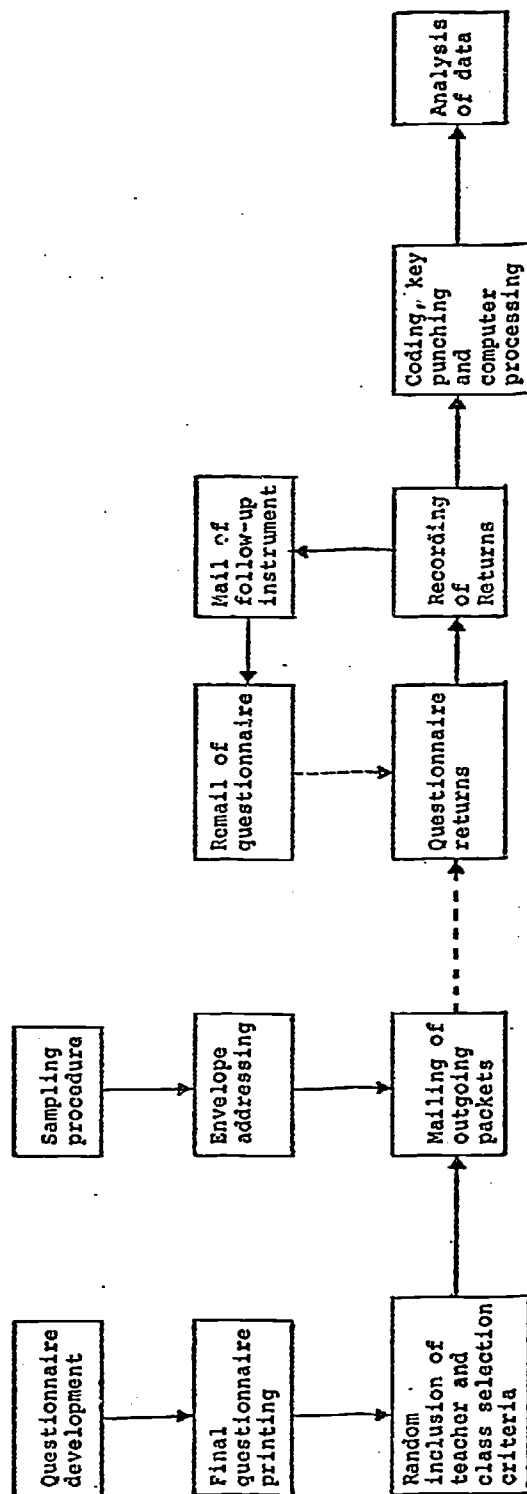 Questionnaire
development
Sampling
procedure
Final
questionnaire
printing
Envelope
addressing
Remail of
questionnaire
Mail of
follow-up
instrument
Random
inclusion of
teacher and
class selection
criteria
Mailing of
outgoing
packets
Questionnaire
returns
Recording
of
Returns
Coding, key
punching
and
computer
processing
Analysis
of data